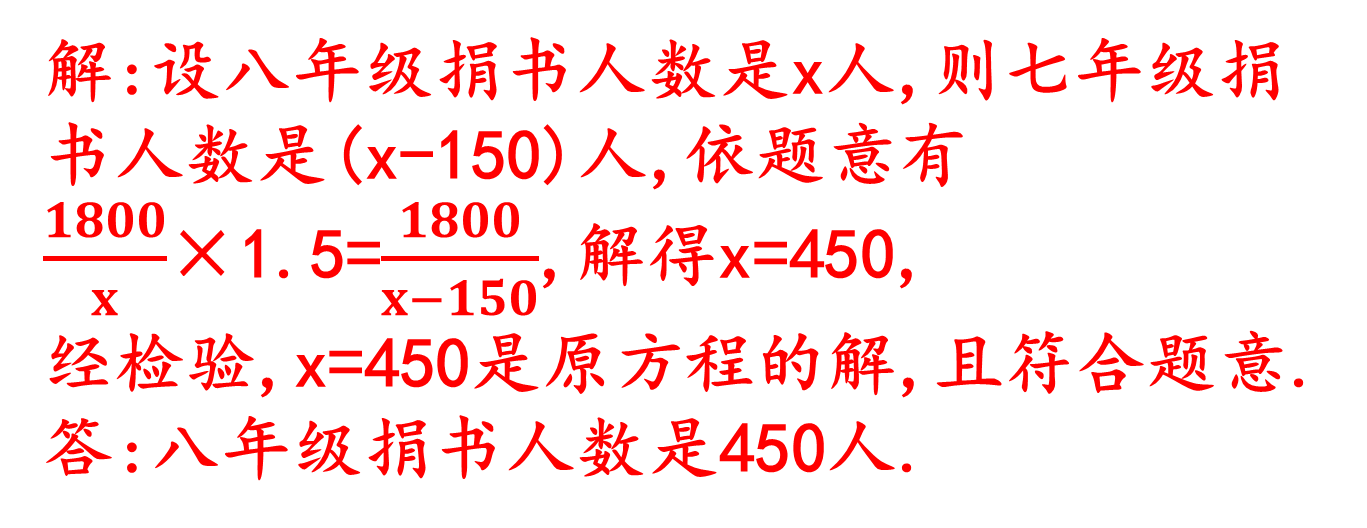 解:设八年级捐书人数是x人,则七年级捐
书人数是(x-150)人,依题意有
1800/x×1.5=1800/(x-150),解得x=450,
经检验,x=450是原方程的解,且符合题意.
答:八年级捐书人数是450人.